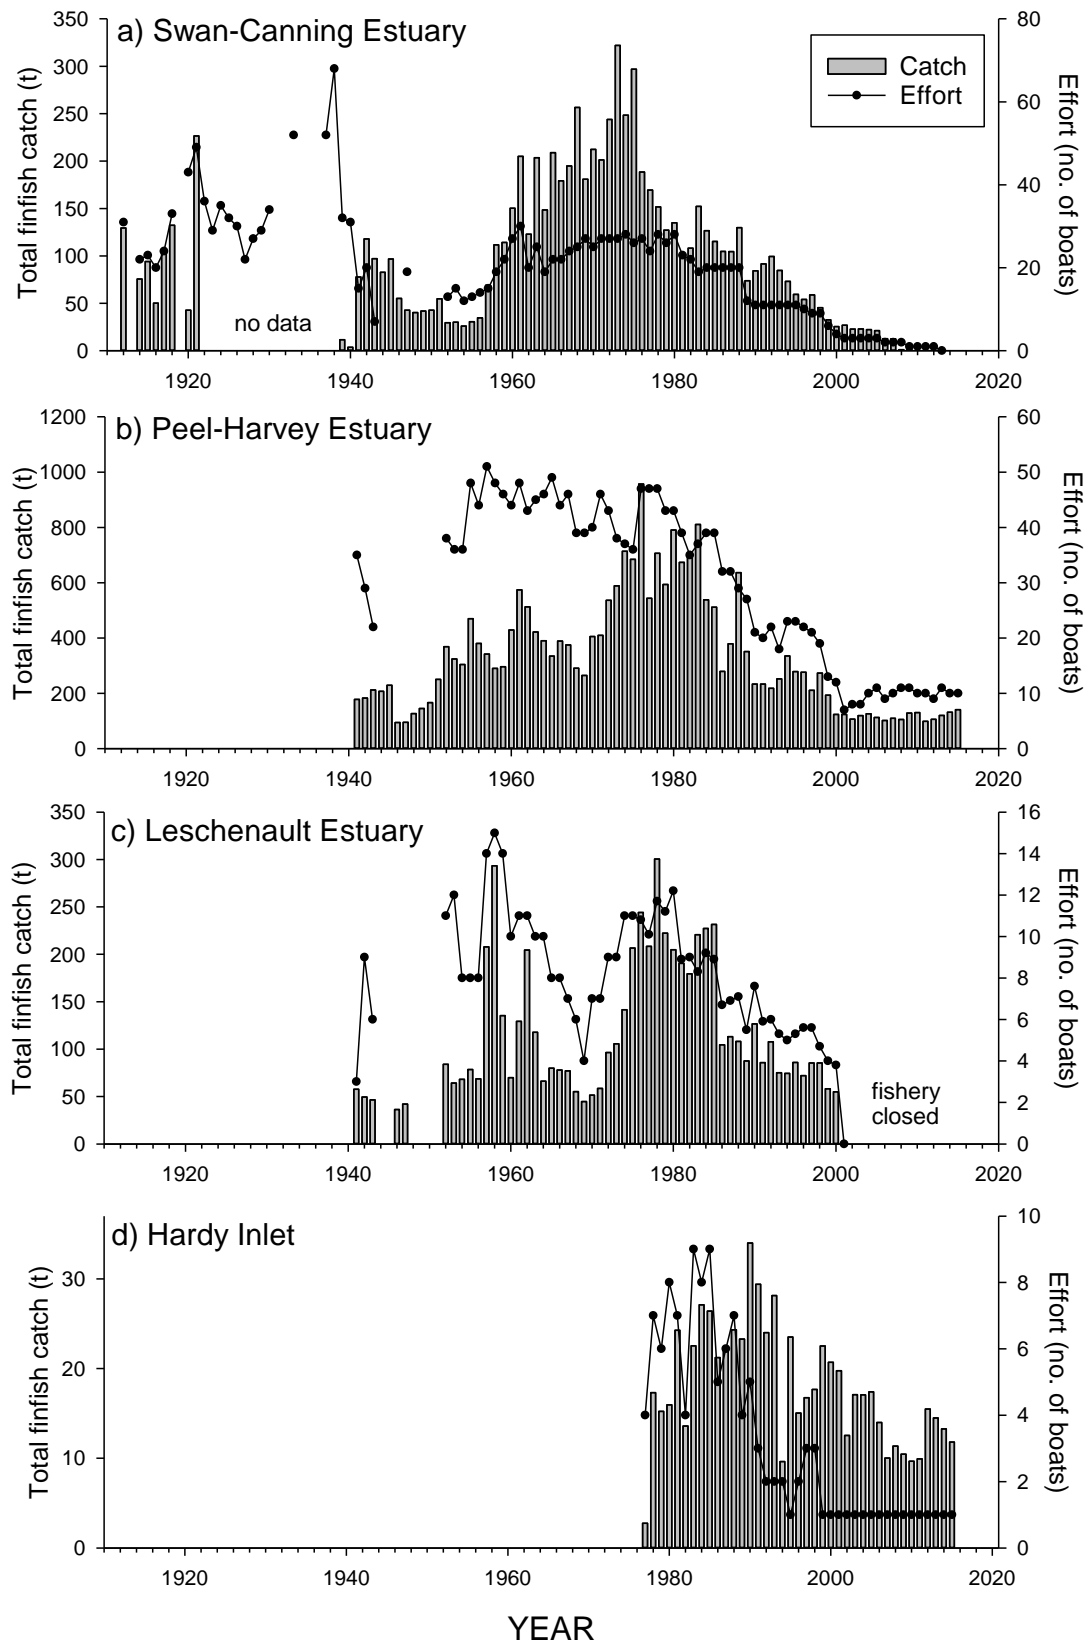 a) Swan-Canning Estuary
Total finfish catch (t)
350
300
250
200
150
100
50
0
no data
Catch
Effort
80
60
40
20
0
Effort (no. of boats)
1920 1940 1960 1980 2000 2020
b) Peel-Harvey Estuary
Total finfish catch (t)
1200
1000
800
600
400
200
0
60
50
40
30
20
10
0
Effort (no. of boats)
1920 1940 1960 1980 2000 2020
c) Leschenault Estuary
Total finfish catch (t)
350
300
250
200
150
100
50
0
fishery
closed
16
14
12
10
8
6
4
2
0
Effort (no. of boats)
1920 1940 1960 1980 2000 2020
d) Hardy Inlet
Total finfish catch (t)
30
20
10
0
10
8
6
4
2
0
Effort (no. of boats)
1920 1940 1960 1980 2000 2020
YEAR